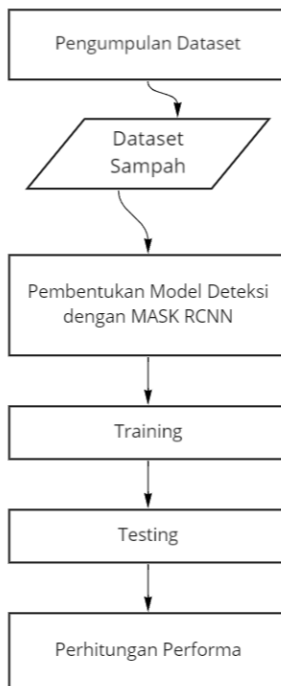 Pengumpulan Dataset
Dataset
Sampah
Pembentukan Model Deteksi
dengan MASK RCNN
Training
Testing
Perhitungan Performa